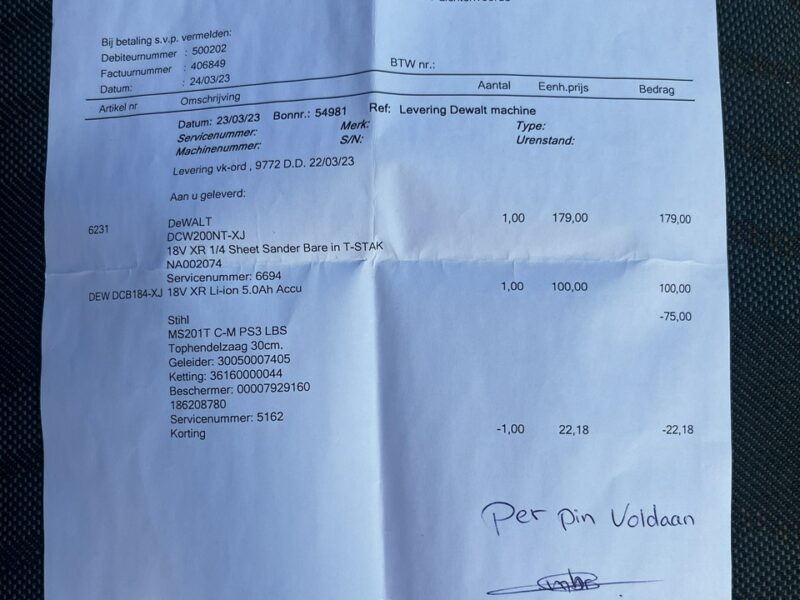 Bij betaling s.v.p. vermelden:
Debiteurnummer : 500202
Factuurnummer : 406849
Datum: : 24/03/23
BTW nr.:
Artikel nr Omschrijving Aantal Eenh.prijs Bedrag
Datum: 23/03/23 Bonnr.: 54981 Ref: Levering Dewalt machine
Servicenummer: Merk: Type:
Machinenummer: S/N: Urenstand:
Levering vk-ord , 9772 D.D. 22/03/23
Aan u geleverd:
6231 DeWALT 1,00 179,00 179,00
DCW200NT-XJ
18V XR 1/4 Sheet Sander Bare in T-STAK
NA002074
Servicenummer: 6694
DEW DCB184-XJ 18V XR Li-ion 5.0Ah Accu 1,00 100,00 100,00
Stihl -75,00
MS201T C-M PS3 LBS
Tophendelzaag 30cm.
Geleider: 30050007405
Ketting: 36160000044
Beschermer: 00007929160
186208780
Servicenummer: 5162
Korting -1,00 22,18 -22,18
Per pin Voldaan